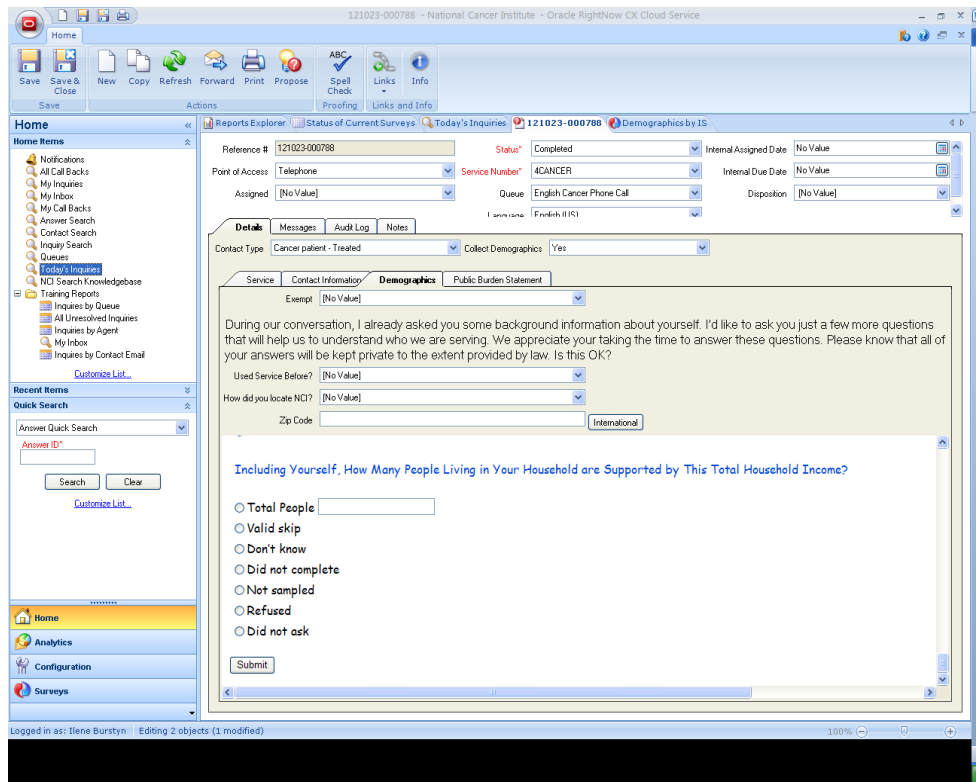 121023-000788 - National Cancer Institute - Oracle RightNow CX Cloud Service
Home
Save
Save & Close
New
Copy
Refresh
Forward
Print
Propose
ABC
Spell Check
Links
Info
Save
Actions
Proofing
Links and Info
Home
Home Items
Notifications
All Call Backs
My Inquiries
My Inbox
My Call Backs
Answer Search
Contact Search
Inquiry Search
Queues
Today's Inquiries
NCI Search Knowledgebase
Training Reports
Inquires by Queue
All Unresolved Inquiries
Inquiries by Agent
My Inbox
Inquires by Contact Email
Customize List...
Recent Items
Quick Search
Answer Quick Search
Answer ID*
Search Clear
Customize List...
Home
Analytics
Configuration
Surveys
Reports Explorer Status of Current Surveys Today's Inquiries 121023-000788 Demographics by IS
Reference # 121023-000788 Status* Completed Internal Assigned Date No Value
Point of Access Telephone Service Number* 4CANCER Internal Due Date No Value
Assigned [No Value] Queue English Cancer Phone Call Disposition [No Value]
Language English (US)
Details Messages Audit Log Notes
Contact Type Cancer patient - Treated Collect Demographics Yes
Service Contact Information Demographics Public Burden Statement
Exempt [No Value]
During our conversation, I already asked you some background information about yourself. I'd like to ask you just a few more questions
that will help us to understand who we are serving. We appreciate your taking the time to answer these questions. Please know that all of
your answers will be kept private to the extent provided by law. Is this OK?
Used Service Before? [No Value]
How did you locate NCI? [No Value]
Zip Code International
Including Yourself, How Many People Living in Your Household are Supported by This Total Household Income?
Total People
Valid skip
Don't know
Did not complete
Not sampled
Refused
Did not ask
Submit
Logged in as: Ilene Burstyn Editing 2 objects (1 modified) 100%